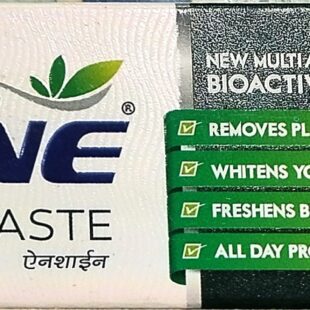 NE®
ASTE
ऐनशाईन
NEW MULTI A
BIOACTIV
REMOVES PL
WHITENS YO
FRESHENS B
ALL DAY PRO